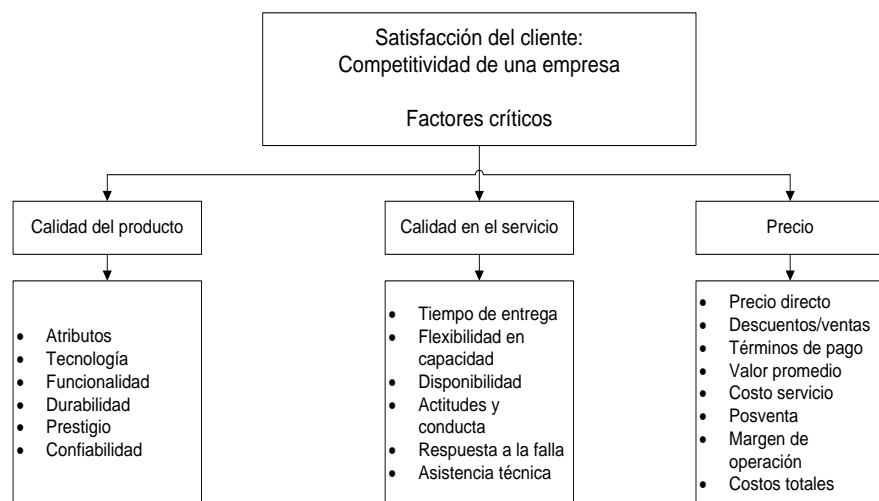 Satisfacción del cliente:
Competitividad de una empresa
Factores críticos
Calidad del producto
Calidad en el servicio
Precio
• Atributos
• Tecnología
• Funcionalidad
• Durabilidad
• Prestigio
• Confiabilidad
• Tiempo de entrega
• Flexibilidad en
capacidad
• Disponibilidad
• Actitudes y
conducta
• Respuesta a la falla
• Asistencia técnica
• Precio directo
• Descuentos/ventas
• Términos de pago
• Valor promedio
• Costo servicio
• Posventa
• Margen de
operación
• Costos totales